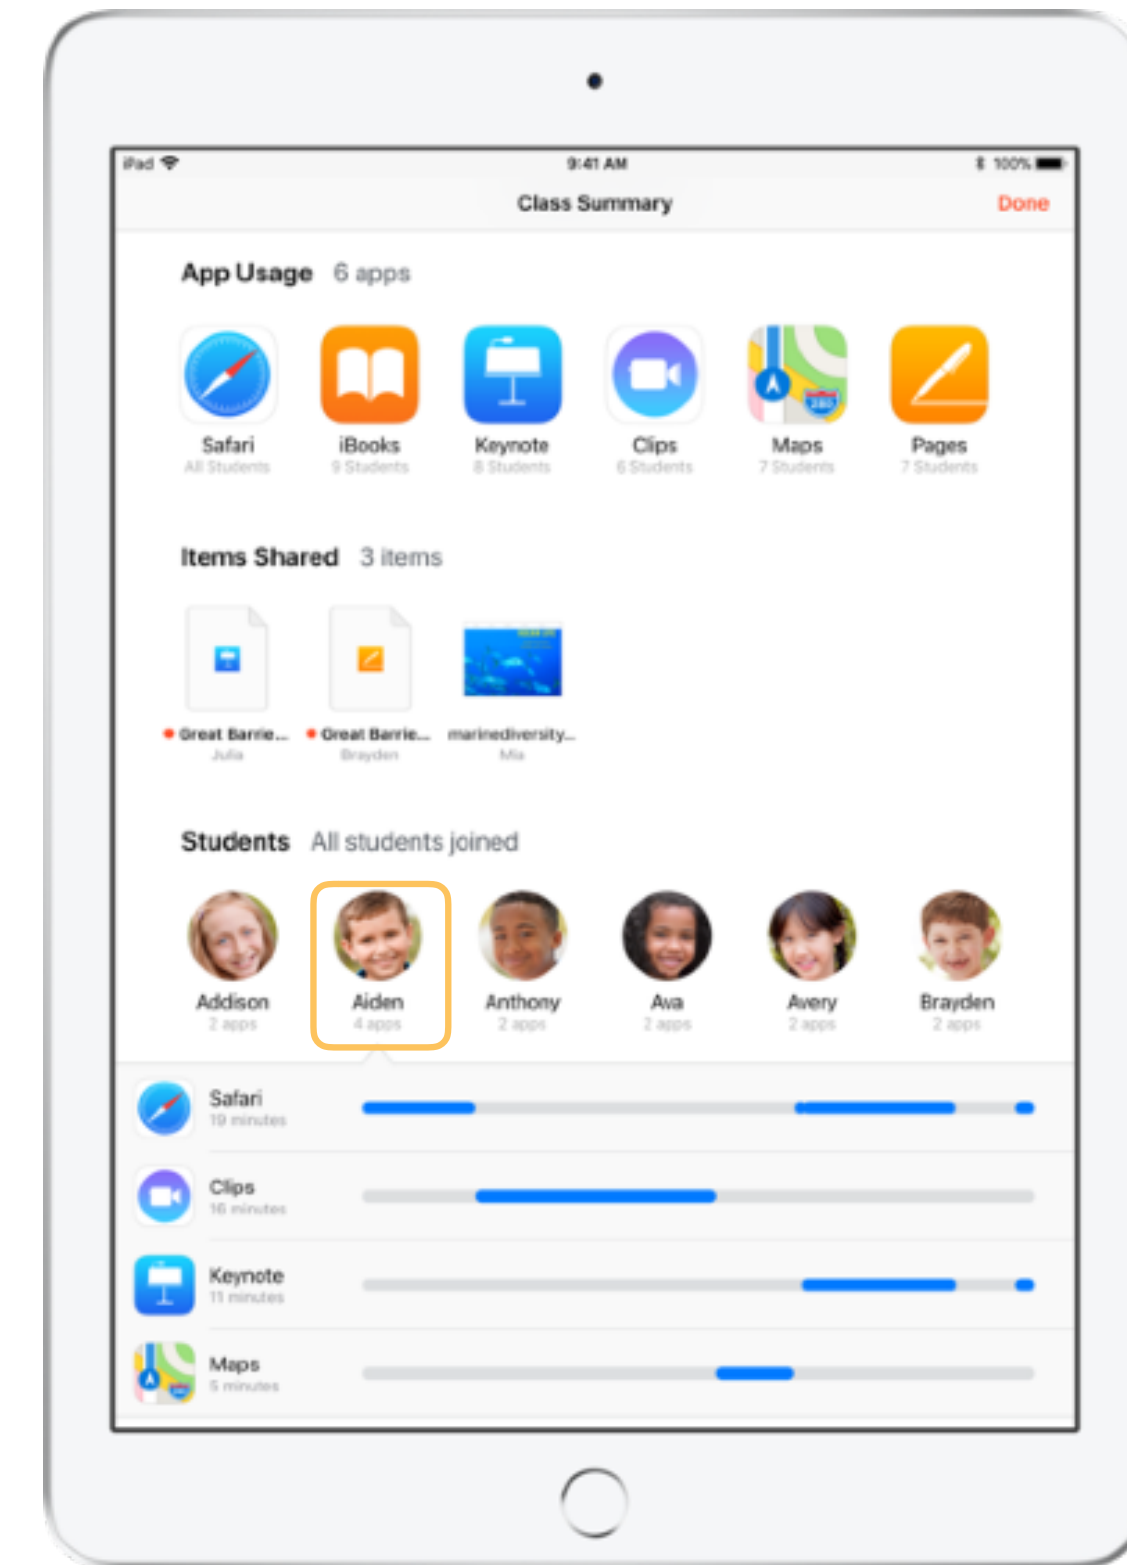 iPad 9:41 AM 100%
Class Summary Done
App Usage 6 apps
Safari iBooks Keynote Clips Maps Pages
All Students 9 Students 8 Students 6 Students 7 Students 7 Students
280
Items Shared 3 items
Great Barrie... Great Barrie... marinediversity...
Julia Brayden Mia
Students All students joined
Addison Aiden Anthony Ava Avery Brayden
2 apps 4 apps 2 apps 2 apps 2 apps 2 apps
Safari
19 minutes
Clips
16 minutes
Keynote
11 minutes
Maps
5 minutes